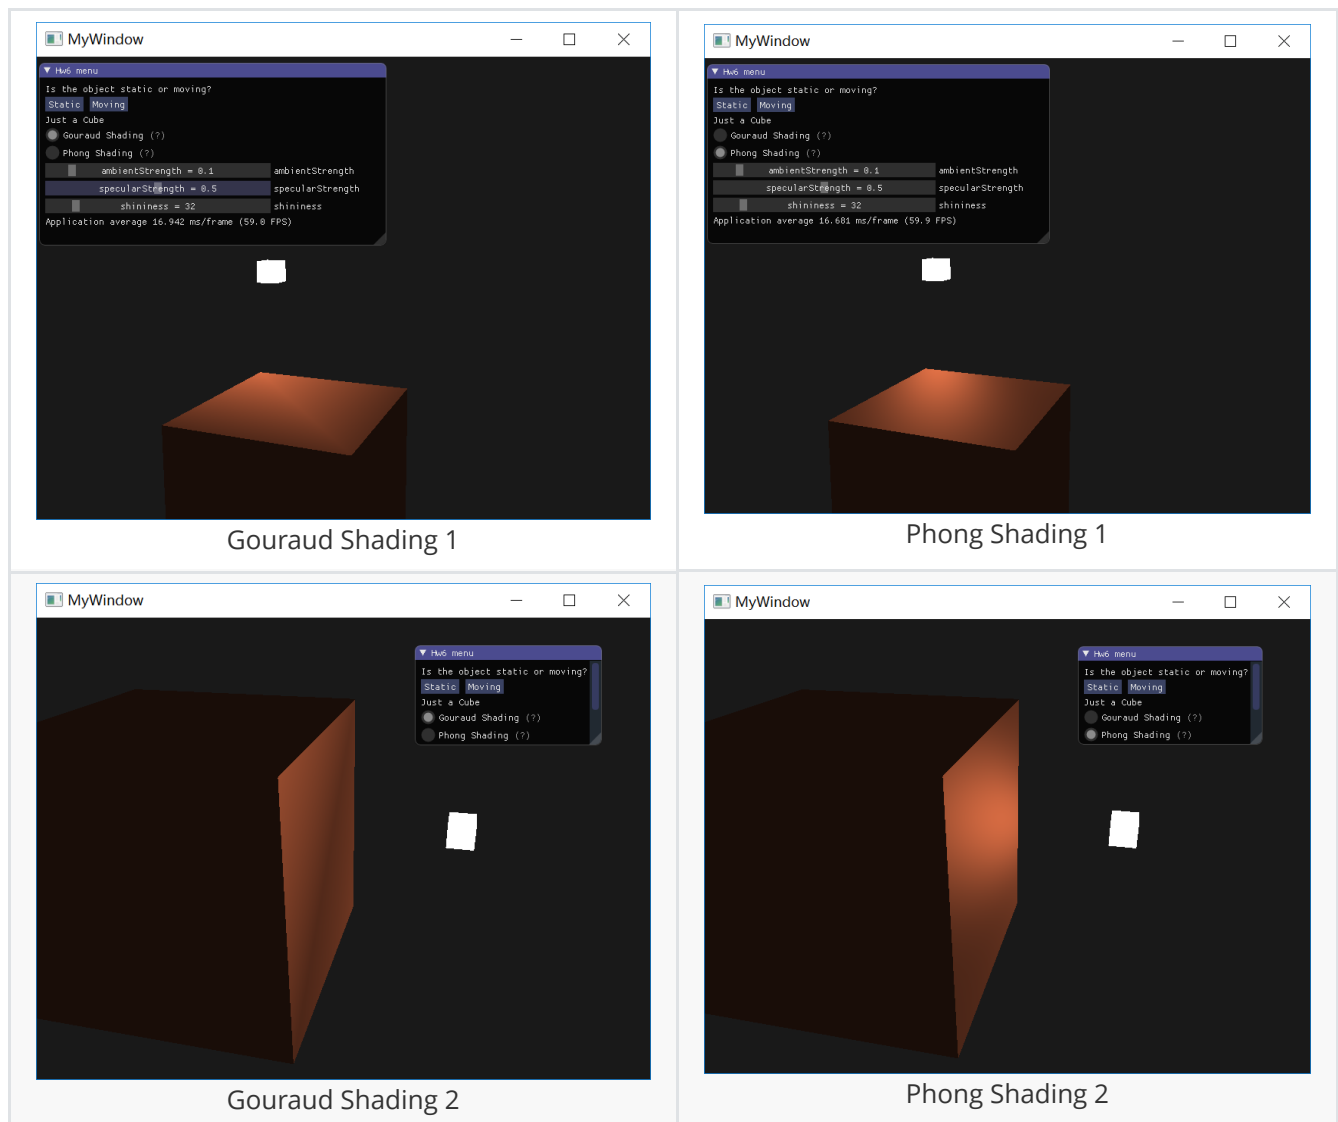 MyWindow
Hw6 menu
Is the object static or moving?
Static Moving
Just a Cube
Gouraud Shading (?)
Phong Shading (?)
ambientStrength = 0.1 ambientStrength
specularStrength = 0.5 specularStrength
shininess = 32 shininess
Application average 16.942 ms/frame (59.0 FPS)
Gouraud Shading 1
MyWindow
Hw6 menu
Is the object static or moving?
Static Moving
Just a Cube
Gouraud Shading (?)
Phong Shading (?)
ambientStrength = 0.1 ambientStrength
specularStrength = 0.5 specularStrength
shininess = 32 shininess
Application average 16.681 ms/frame (59.9 FPS)
Phong Shading 1
MyWindow
Hw6 menu
Is the object static or moving?
Static Moving
Just a Cube
Gouraud Shading (?)
Phong Shading (?)
Gouraud Shading 2
MyWindow
Hw6 menu
Is the object static or moving?
Static Moving
Just a Cube
Gouraud Shading (?)
Phong Shading (?)
Phong Shading 2